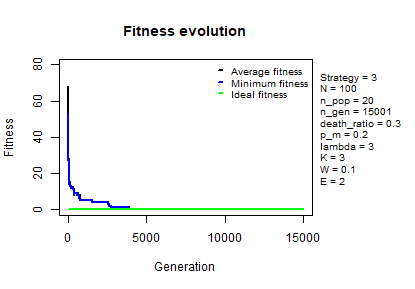 Fitness evolution
Average fitness
Minimum fitness
Ideal fitness
Strategy = 3
N = 100
n_pop = 20
n_gen = 15001
death_ratio = 0.3
p_m = 0.2
lambda = 3
K = 3
W = 0.1
E = 2
Fitness
80
60
40
20
0
0 5000 10000 15000
Generation